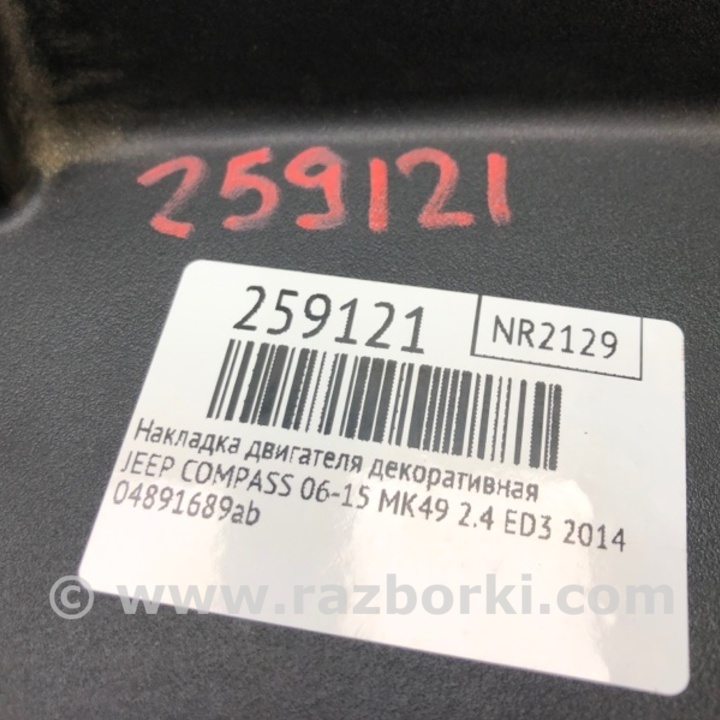 259121
259121
NR2129
Накладка двигателя декоративная
JEEP COMPASS 06-15 MK49 2.4 ED3 2014
04891689ab
© www.razborki.com